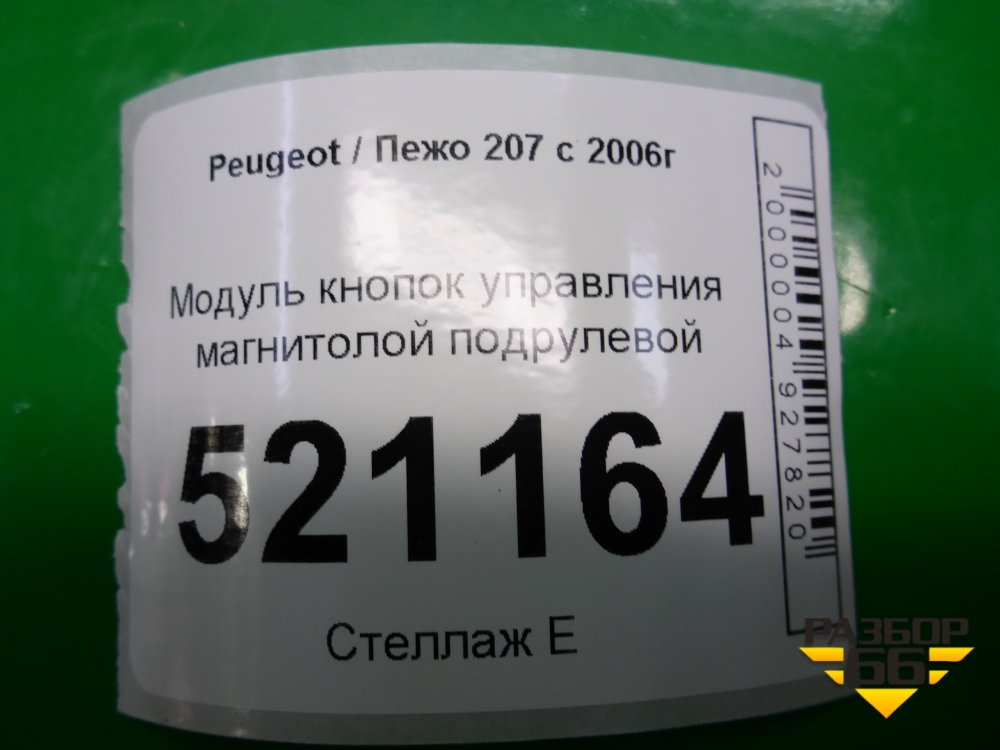 Peugeot / Пежо 207 с 2006г
Модуль кнопок управления
магнитолой подрулевой
521164
Стеллаж Е
2000004927820
РАЗБОР
66